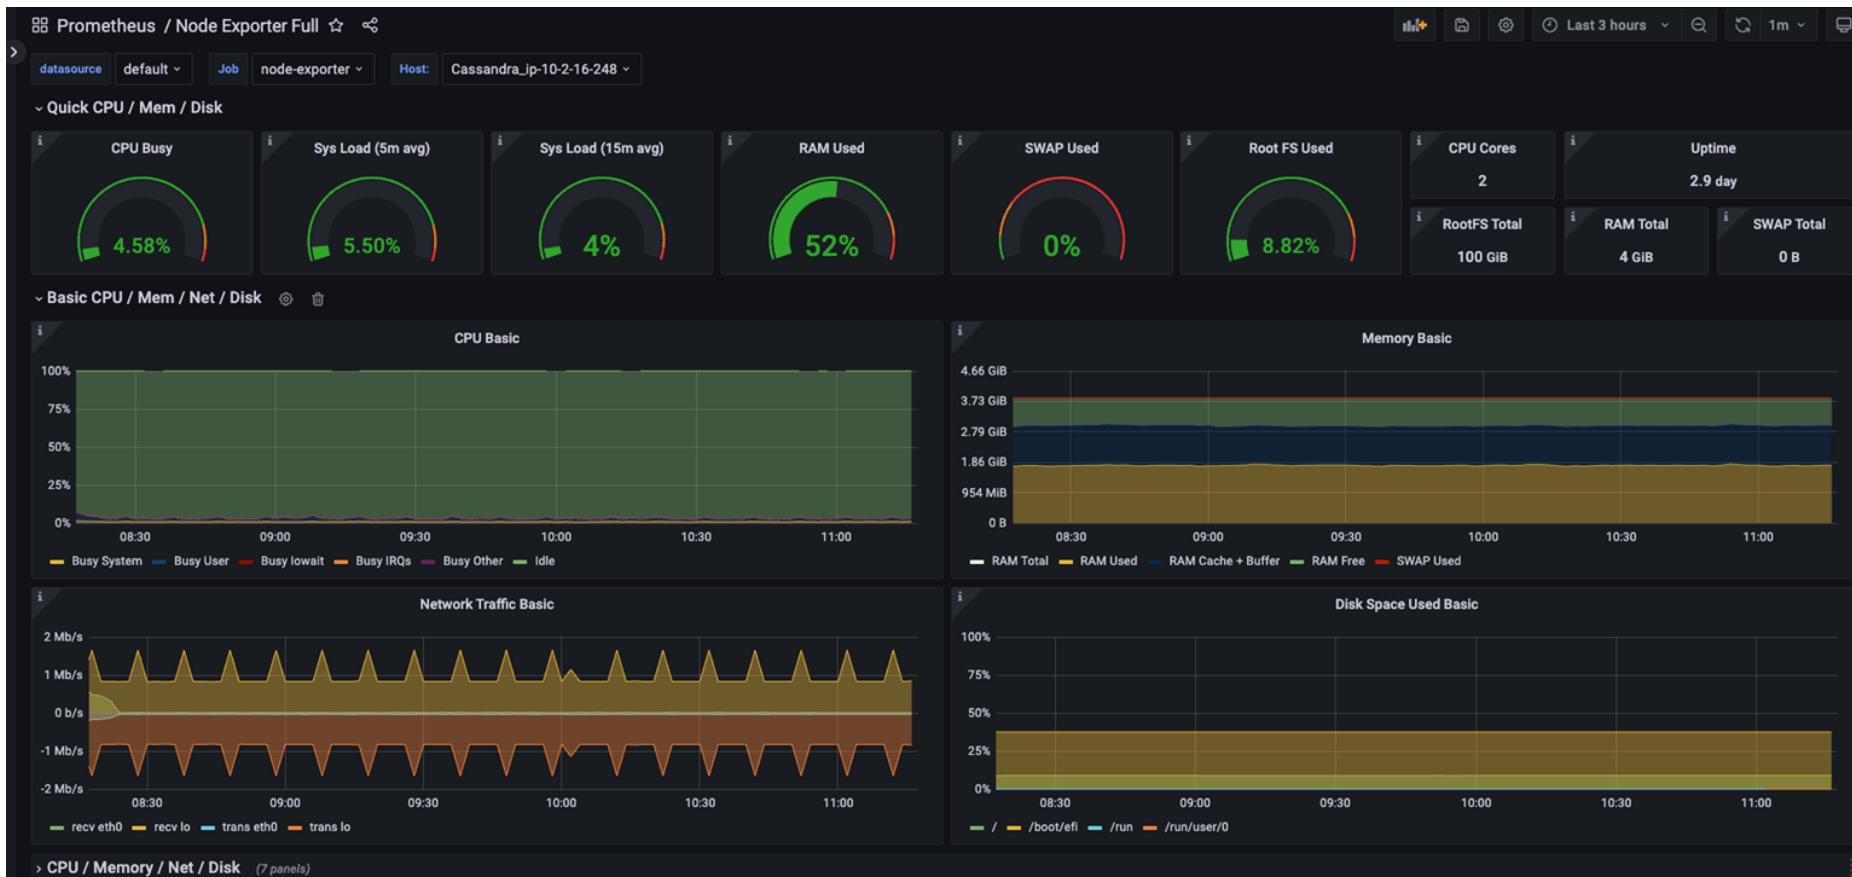 Prometheus / Node Exporter Full
Last 3 hours
1m
datasource default Job node-exporter Host: Cassandra_ip-10-2-16-248
Quick CPU / Mem / Disk
CPU Busy
4.58%
Sys Load (5m avg)
5.50%
Sys Load (15m avg)
4%
RAM Used
52%
SWAP Used
0%
Root FS Used
8.82%
CPU Cores
2
Uptime
2.9 day
RootFS Total
100 GiB
RAM Total
4 GiB
SWAP Total
0 B
Basic CPU / Mem / Net / Disk
CPU Basic
100%
75%
50%
25%
0%
08:30 09:00 09:30 10:00 10:30 11:00
Busy System Busy User Busy Iowait Busy IRQs Busy Other Idle
Memory Basic
4.66 GiB
3.73 GiB
2.79 GiB
1.86 GiB
954 MiB
0 B
08:30 09:00 09:30 10:00 10:30 11:00
RAM Total RAM Used RAM Cache + Buffer RAM Free SWAP Used
Network Traffic Basic
2 Mb/s
1 Mb/s
0 b/s
-1 Mb/s
-2 Mb/s
08:30 09:00 09:30 10:00 10:30 11:00
recv eth0 recv lo trans eth0 trans lo
Disk Space Used Basic
100%
75%
50%
25%
0%
08:30 09:00 09:30 10:00 10:30 11:00
/ /boot/efi /run /run/user/0
CPU / Memory / Net / Disk (7 panels)